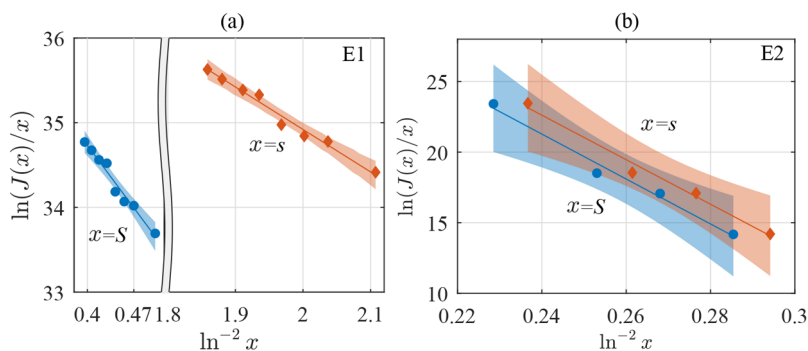 (a)
(b)
36
35
34
33
ln(J(x)/x)
E1
x=s
x=S
0.4
0.47
1.8
1.9
2
2.1
ln⁻² x
25
20
15
10
ln(J(x)/x)
E2
x=s
x=S
0.22
0.24
0.26
0.28
0.3
ln⁻² x